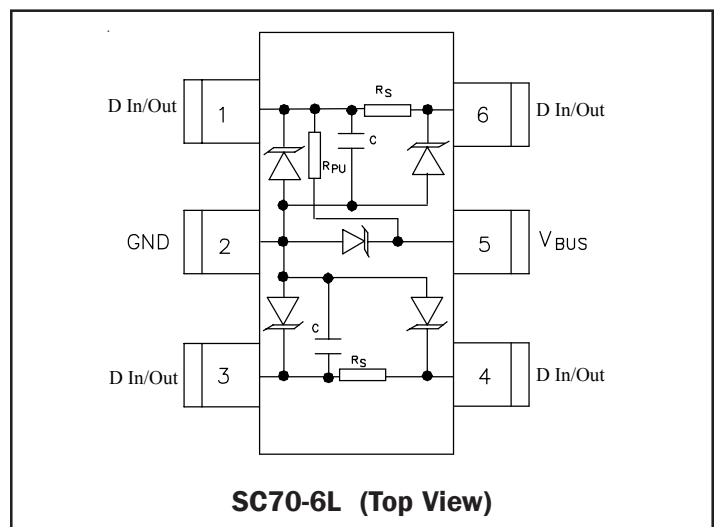 D In/Out 1 RS 6 D In/Out
RPU C
GND 2 5 VBUS
C
D In/Out 3 RS 4 D In/Out
SC70-6L (Top View)